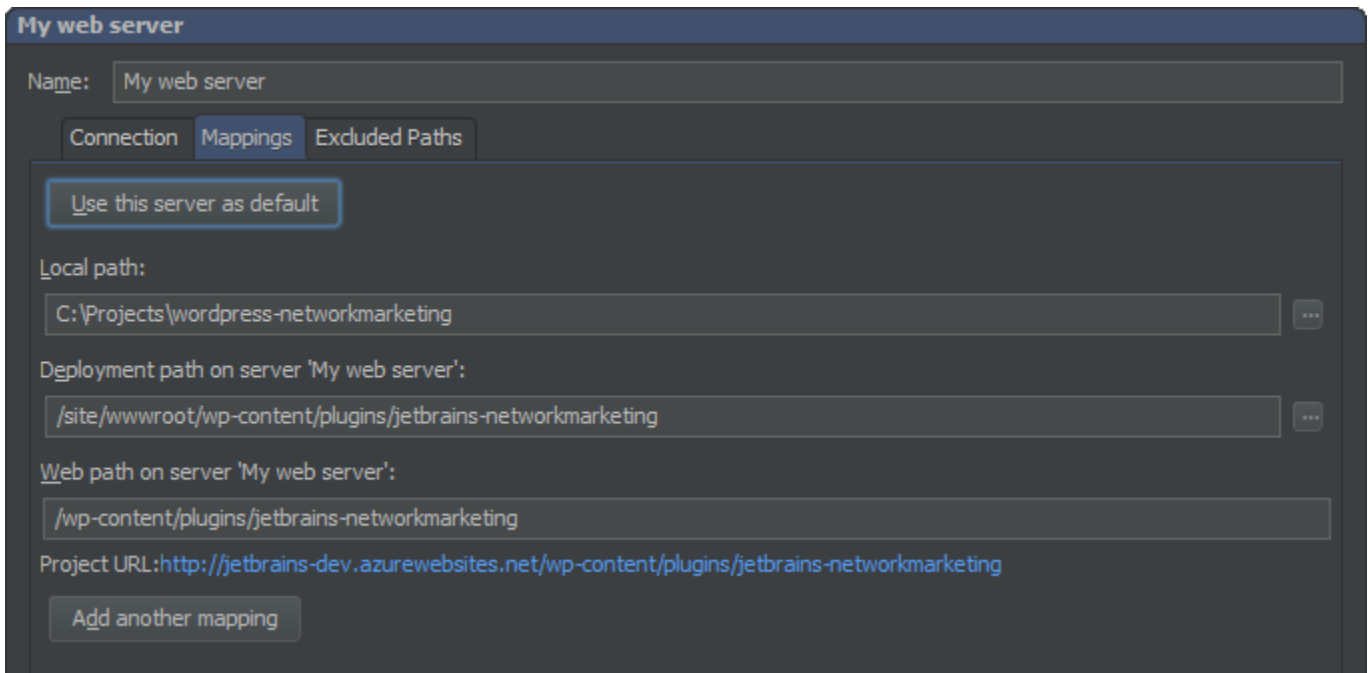 My web server
Name: My web server
Connection Mappings Excluded Paths
Use this server as default
Local path:
C:\Projects\wordpress-networkmarketing
...
Deployment path on server 'My web server':
/site/wwwroot/wp-content/plugins/jetbrains-networkmarketing
...
Web path on server 'My web server':
/wp-content/plugins/jetbrains-networkmarketing
Project URL:http://jetbrains-dev.azurewebsites.net/wp-content/plugins/jetbrains-networkmarketing
Add another mapping